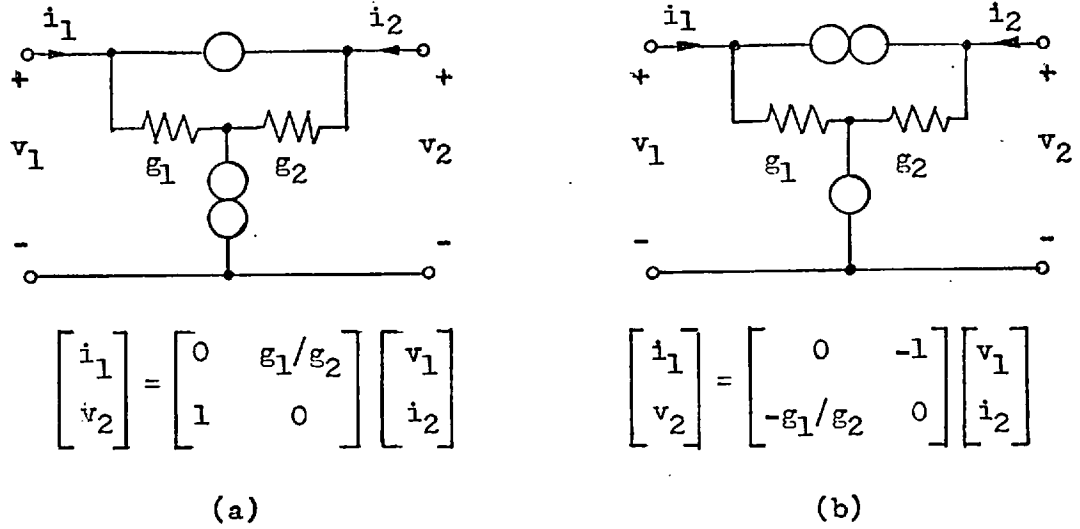 i1 i2 i1 i2
+ + + +
v1 g1 g2 v2 v1 g1 g2 v2
- - - -
[i1 v2] = [0 g1/g2 1 0] [v1 i2]
[i1 v2] = [0 -1 -g1/g2 0] [v1 i2]
(a) (b)